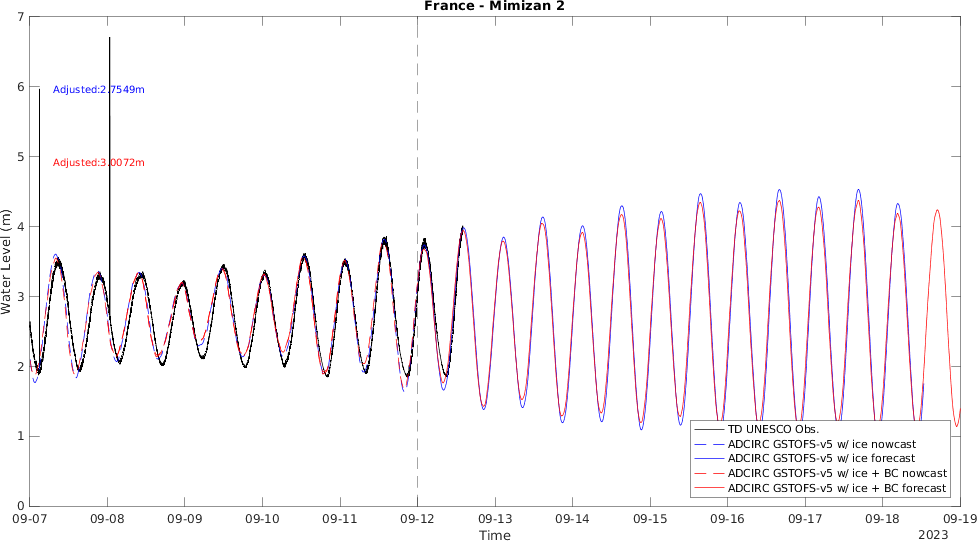 France - Mimizan 2
7
6
5
4
3
2
1
0
Water Level (m)
Adjusted:2.7549m
Adjusted:3.0072m
TD UNESCO Obs.
ADCIRC GSTOFS-v5 w/ ice nowcast
ADCIRC GSTOFS-v5 w/ ice forecast
ADCIRC GSTOFS-v5 w/ ice + BC nowcast
ADCIRC GSTOFS-v5 w/ ice + BC forecast
09-07 09-08 09-09 09-10 09-11 09-12 09-13 09-14 09-15 09-16 09-17 09-18 09-19
Time
2023